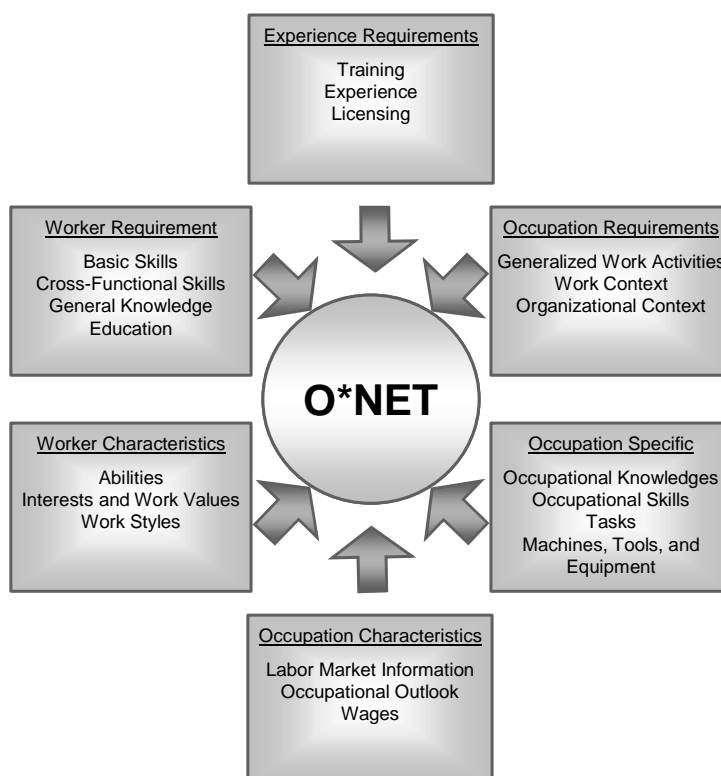 Experience Requirements
Training
Experience
Licensing
Worker Requirement
Basic Skills
Cross-Functional Skills
General Knowledge
Education
Occupation Requirements
Generalized Work Activities
Work Context
Organizational Context
O*NET
Worker Characteristics
Abilities
Interests and Work Values
Work Styles
Occupation Specific
Occupational Knowledges
Occupational Skills
Tasks
Machines, Tools, and
Equipment
Occupation Characteristics
Labor Market Information
Occupational Outlook
Wages